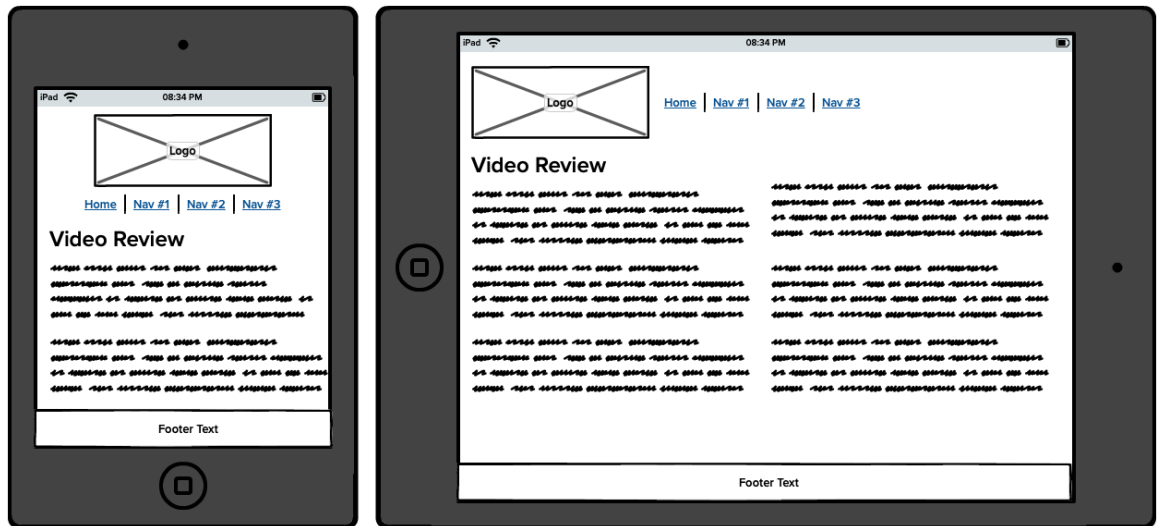 iPad 08:34 PM
Logo
Home Nav #1 Nav #2 Nav #3
Video Review
Footer Text
iPad 08:34 PM
Logo
Home Nav #1 Nav #2 Nav #3
Video Review
Footer Text